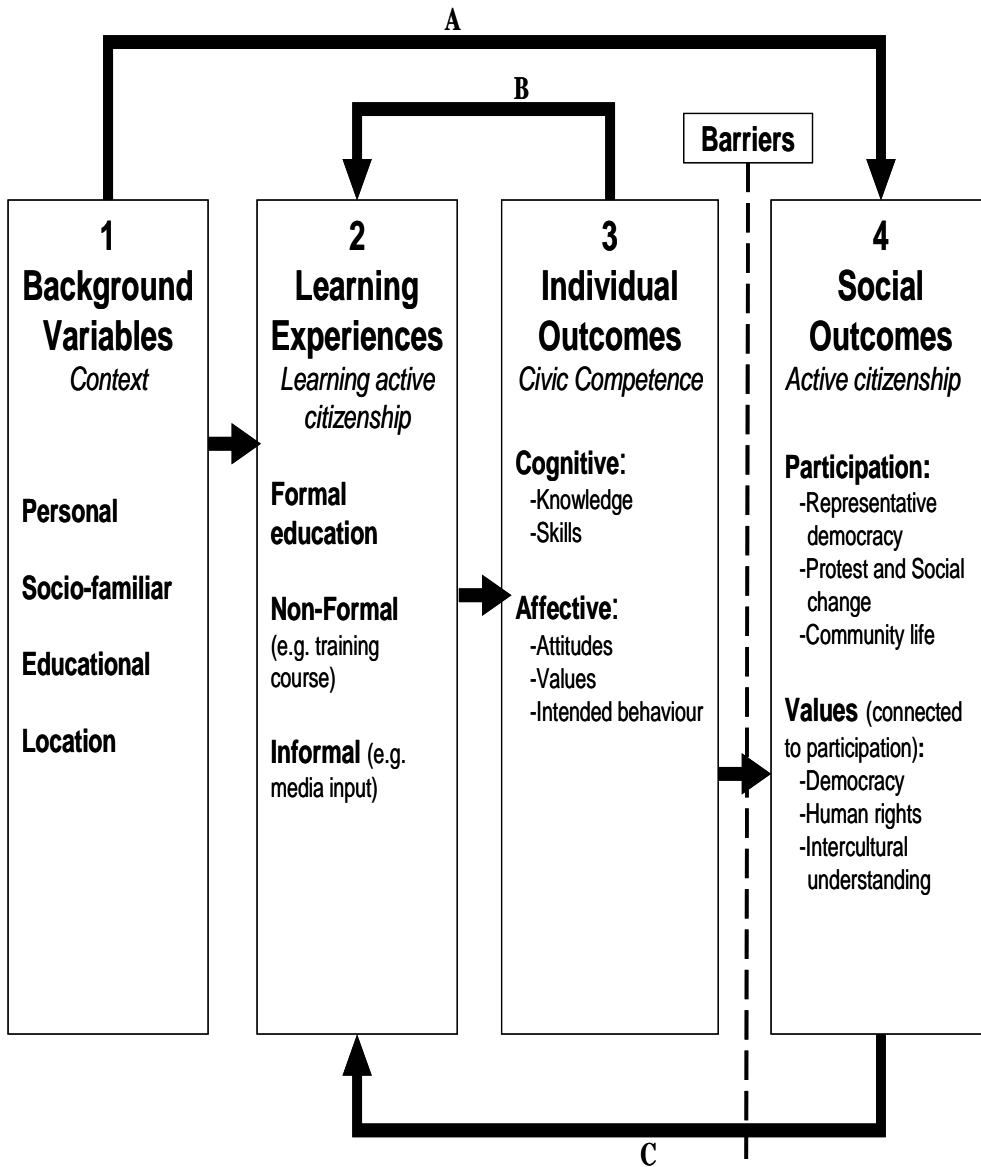 A
B
Barriers
1
Background
Variables
Context
Personal
Socio-familiar
Educational
Location
2
Learning
Experiences
Learning active
citizenship
Formal
education
Non-Formal
(e.g. training
course)
Informal (e.g.
media input)
3
Individual
Outcomes
Civic Competence
Cognitive:
-Knowledge
-Skills
Affective:
-Attitudes
-Values
-Intended behaviour
4
Social
Outcomes
Active citizenship
Participation:
-Representative
democracy
-Protest and Social
change
-Community life
Values (connected
to participation):
-Democracy
-Human rights
-Intercultural
understanding
C